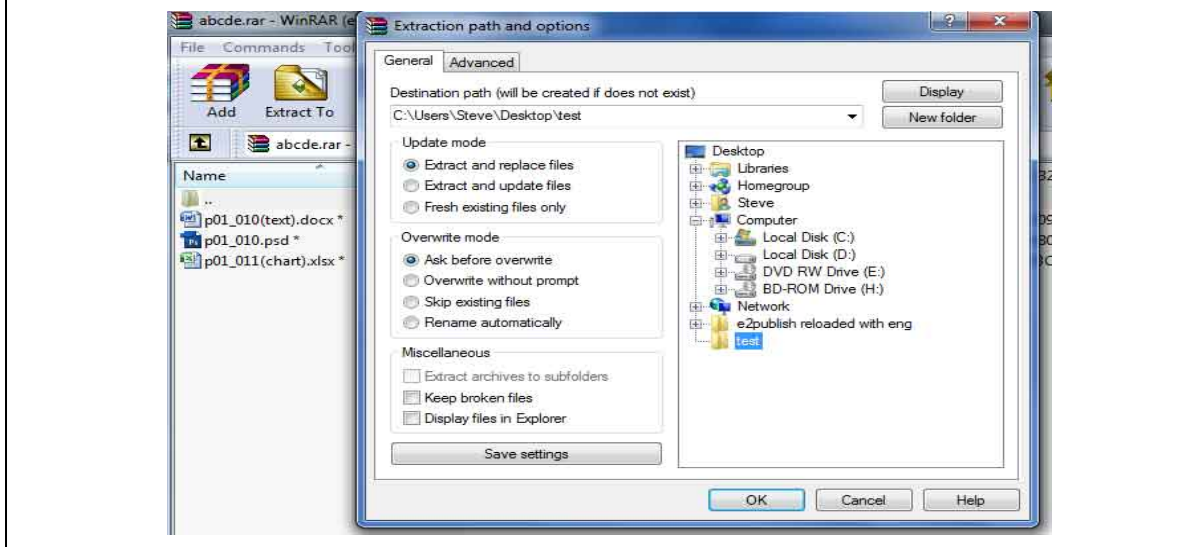 abcde.rar - WinRAR (e
File Commands Tool
Add Extract To
abcde.rar -
Name
..
p01_010(text).docx *
p01_010.psd *
p01_011(chart).xlsx *
Extraction path and options
General Advanced
Destination path (will be created if does not exist)
Display
C:\Users\Steve\Desktop\test
New folder
Update mode
Extract and replace files
Extract and update files
Fresh existing files only
Overwrite mode
Ask before overwrite
Overwrite without prompt
Skip existing files
Rename automatically
Miscellaneous
Extract archives to subfolders
Keep broken files
Display files in Explorer
Save settings
Desktop
Libraries
Homegroup
Steve
Computer
Local Disk (C:)
Local Disk (D:)
DVD RW Drive (E:)
BD-ROM Drive (H:)
Network
e2publish reloaded with eng
test
OK Cancel Help